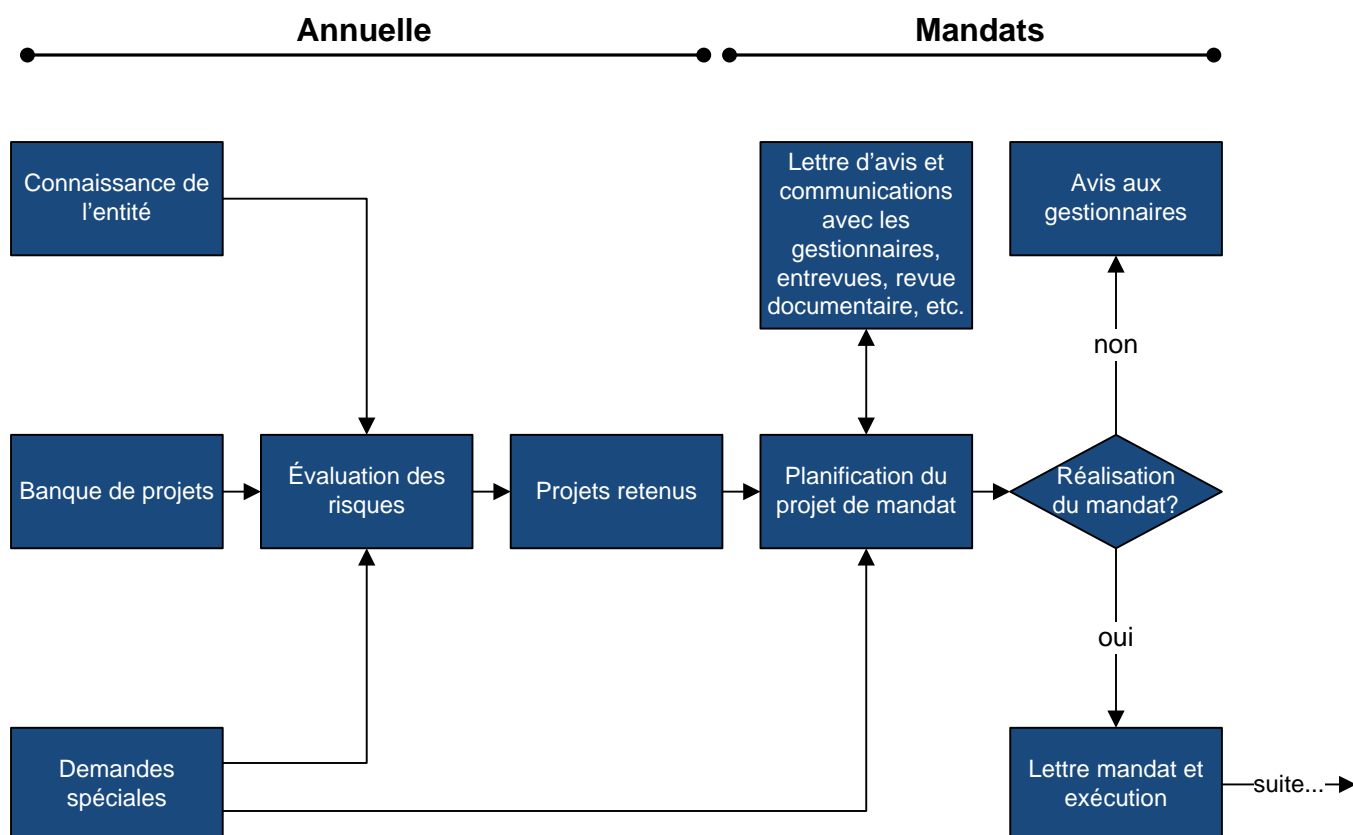 Annuelle
Mandats
Connaissance de
l’entité
Lettre d’avis et
communications
avec les
gestionnaires,
entrevues, revue
documentaire, etc.
Avis aux
gestionnaires
non
Banque de projets
Évaluation des
risques
Projets retenus
Planification du
projet de mandat
Réalisation
du mandat?
oui
Demandes
spéciales
Lettre mandat et
exécution
suite...